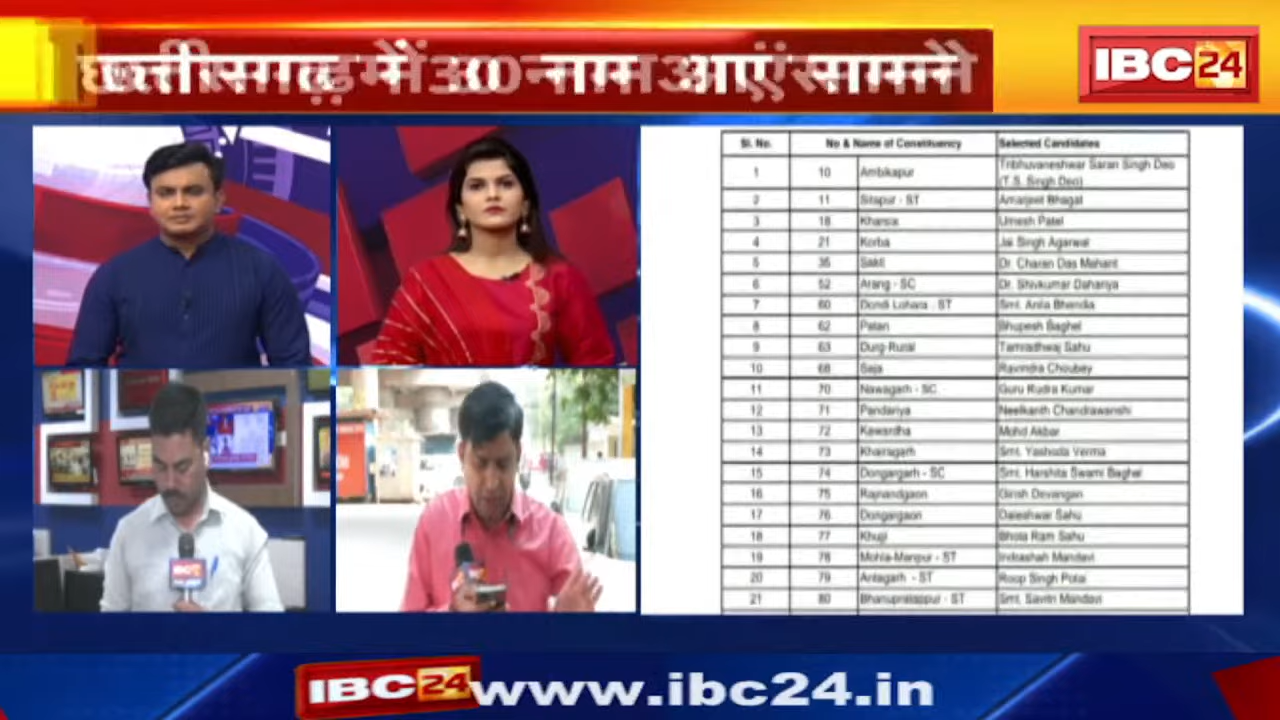 छत्तीसगढ़ में 30 नाम आएं सामने
IBC24
Sl. No. No & Name of Constituency Selected Candidates
1 10 Ambikapur Tribhuvaneshwar Saran Singh Deo
(T.S. Singh Deo)
2 11 Sitapur - ST Amarjeet Bhagat
3 18 Kharsia Umesh Patel
4 21 Korba Jai Singh Agarwal
5 35 Sakti Dr. Charan Das Mahant
6 52 Arang - SC Dr. Shivkumar Dahariya
7 60 Dondi Lohara - ST Smt. Anila Bhendia
8 62 Patan Bhupesh Baghel
9 63 Durg-Rural Tamradhwaj Sahu
10 68 Saja Ravindra Choubey
11 70 Nawagarh - SC Guru Rudra Kumar
12 71 Pandariya Neelkanth Chandrawanshi
13 72 Kawardha Mohd Akbar
14 73 Khairagarh Smt. Yashoda Verma
15 74 Dongargarh - SC Smt. Harshita Swami Baghel
16 75 Rajnandgaon Girish Devangan
17 76 Dongargaon Daleshwar Sahu
18 77 Khujji Bhola Ram Sahu
19 78 Mohla-Manpur - ST Indrashah Mandavi
20 79 Antagarh - ST Roop Singh Potai
21 80 Bhanupratappur - ST Smt. Savitri Mandavi
IBC24 www.ibc24.in